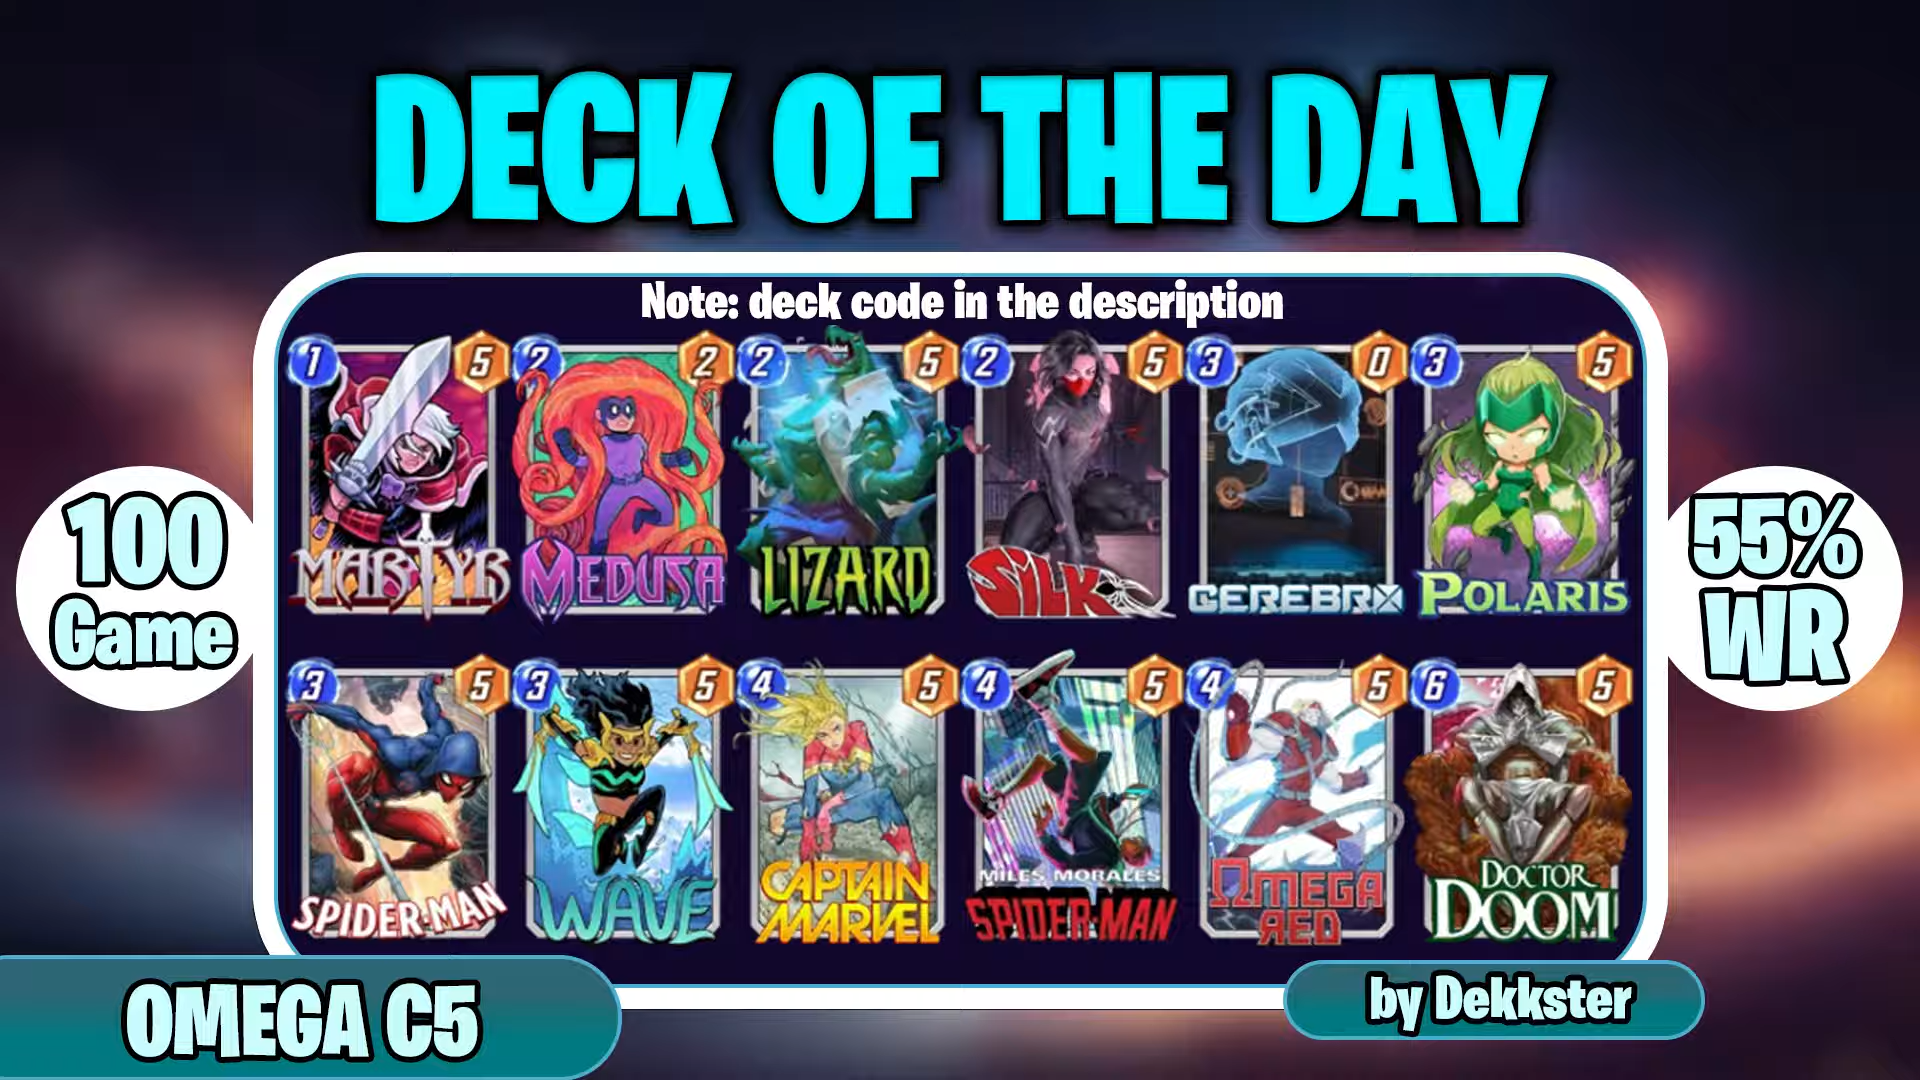 DECK OF THE DAY
Note: deck code in the description
1 5 2 2 2 5 2 5 3 0 3 5
MARTYR MEDUSA LIZARD SILK CEREBRO POLARIS
100
Game
55%
WR
3 5 3 5 4 5 4 5 4 5 6 5
SPIDER-MAN WAVE CAPTAIN MARVEL MILES MORALES SPIDER-MAN OMEGA RED DOCTOR DOOM
OMEGA C5
by Dekkster